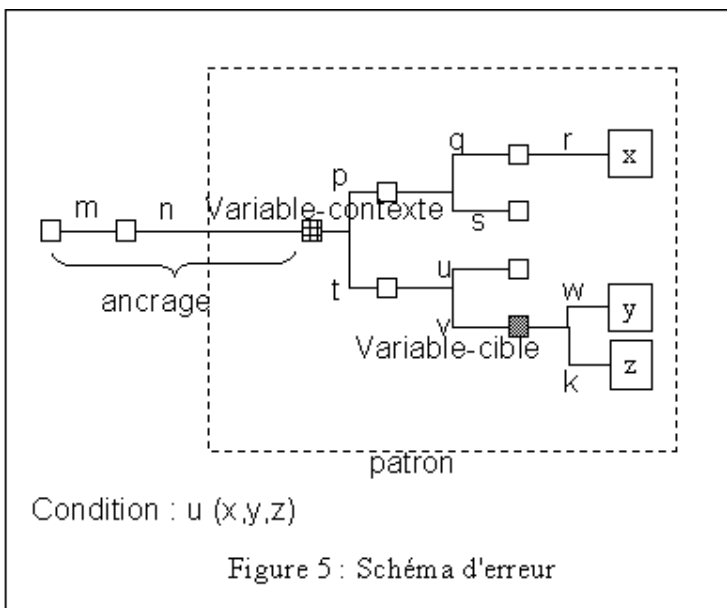 q
r
x
p
m
n
Variable-contexte
s
ancrage
t
u
w
y
v
Variable-cible
k
z
patron
Condition : u (x,y,z)
Figure 5 : Schéma d'erreur